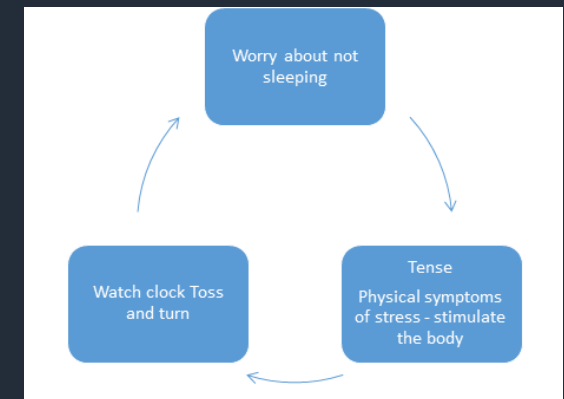 Worry about not
sleeping
Tense
Physical symptoms
of stress - stimulate
the body
Watch clock Toss
and turn